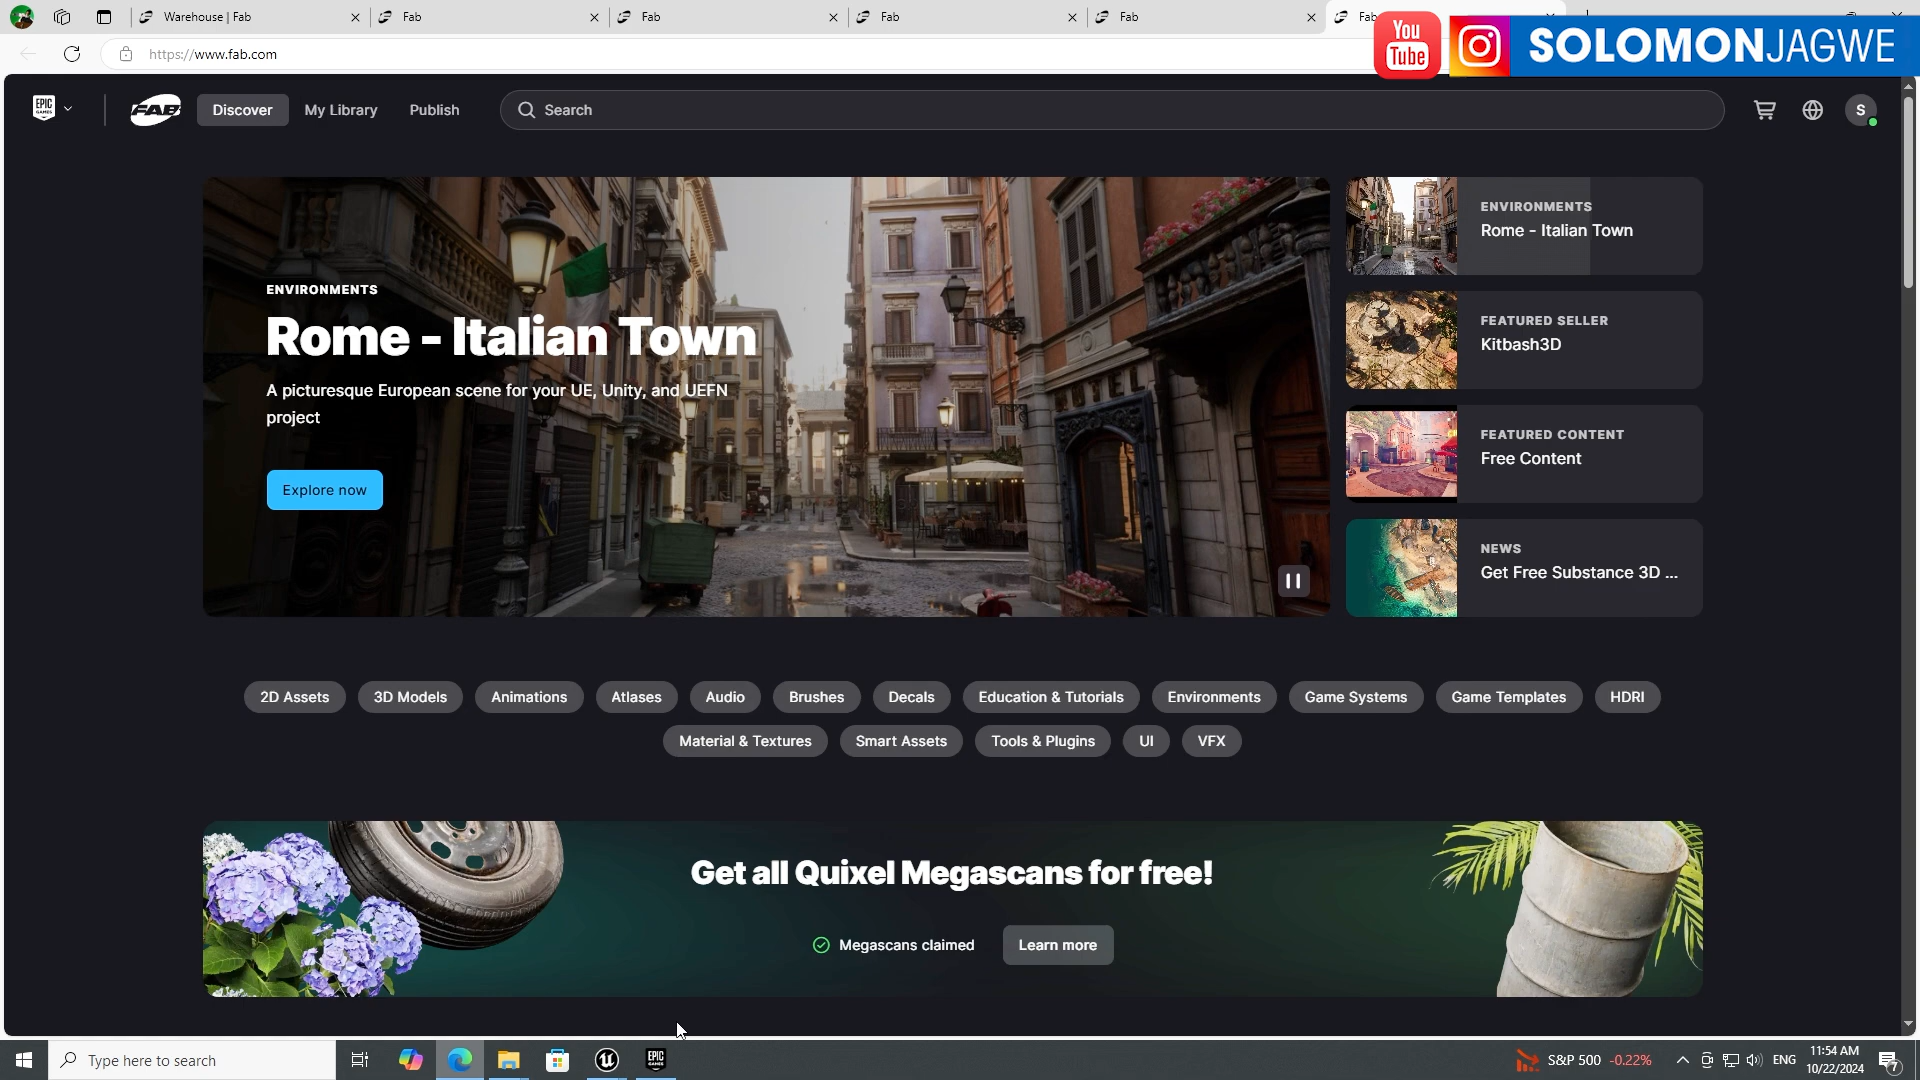 Warehouse | Fab
Fab
Fab
Fab
Fab
Fab
You
Tube
SOLOMONJAGWE
https://www.fab.com
EPIC
GAMES
FAB
Discover
My Library
Publish
Search
S
ENVIRONMENTS
Rome - Italian Town
A picturesque European scene for your UE, Unity, and UEFN
project
Explore now
ENVIRONMENTS
Rome - Italian Town
FEATURED SELLER
Kitbash3D
FEATURED CONTENT
Free Content
NEWS
Get Free Substance 3D ...
2D Assets
3D Models
Animations
Atlases
Audio
Brushes
Decals
Education & Tutorials
Environments
Game Systems
Game Templates
HDRI
Material & Textures
Smart Assets
Tools & Plugins
UI
VFX
Get all Quixel Megascans for free!
Megascans claimed
Learn more
Type here to search
EPIC
GAMES
S&P 500 -0.22%
ENG
11:54 AM
10/22/2024
7